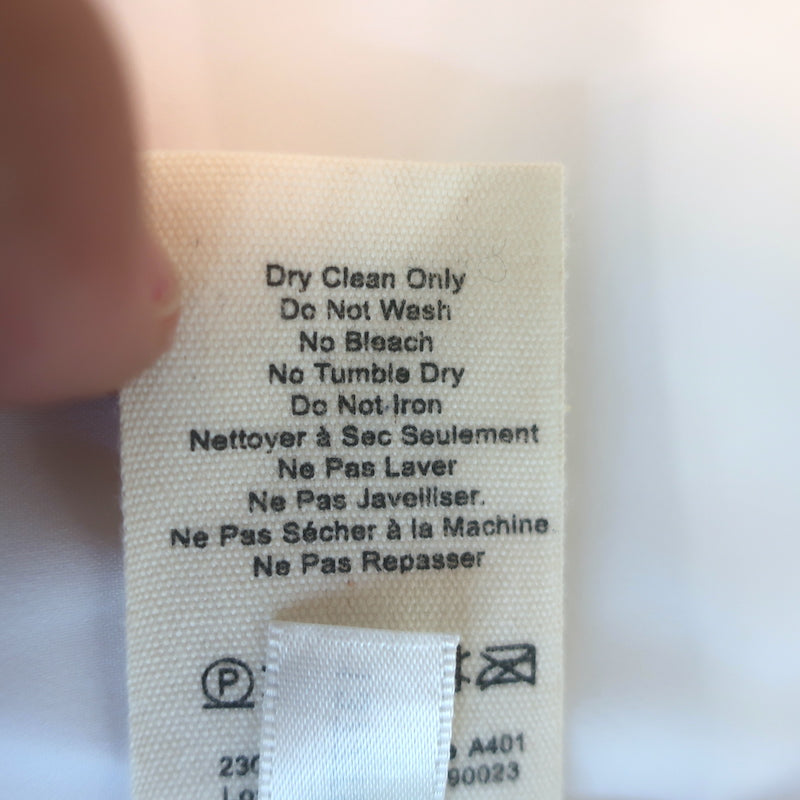 Dry Clean Only
Do Not Wash
No Bleach
No Tumble Dry
Do Not Iron
Nettoyer à Sec Seulement
Ne Pas Laver
Ne Pas Javelliser.
Ne Pas Sécher à la Machine
Ne Pas Repasser
P
A401
90023